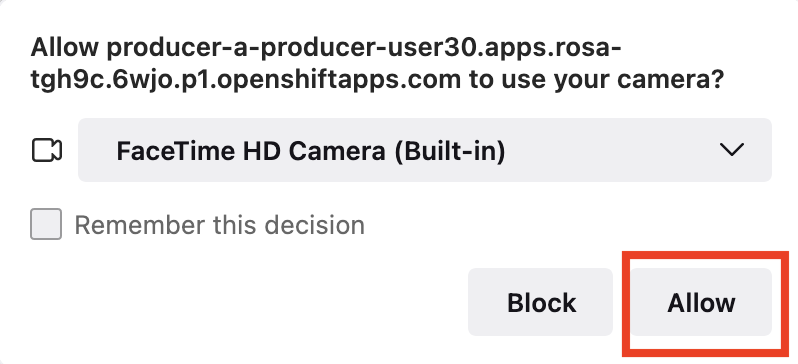 Allow producer-a-producer-user30.apps.rosa-
tgh9c.6wjo.p1.openshiftapps.com to use your camera?
FaceTime HD Camera (Built-in)
Remember this decision
Block
Allow